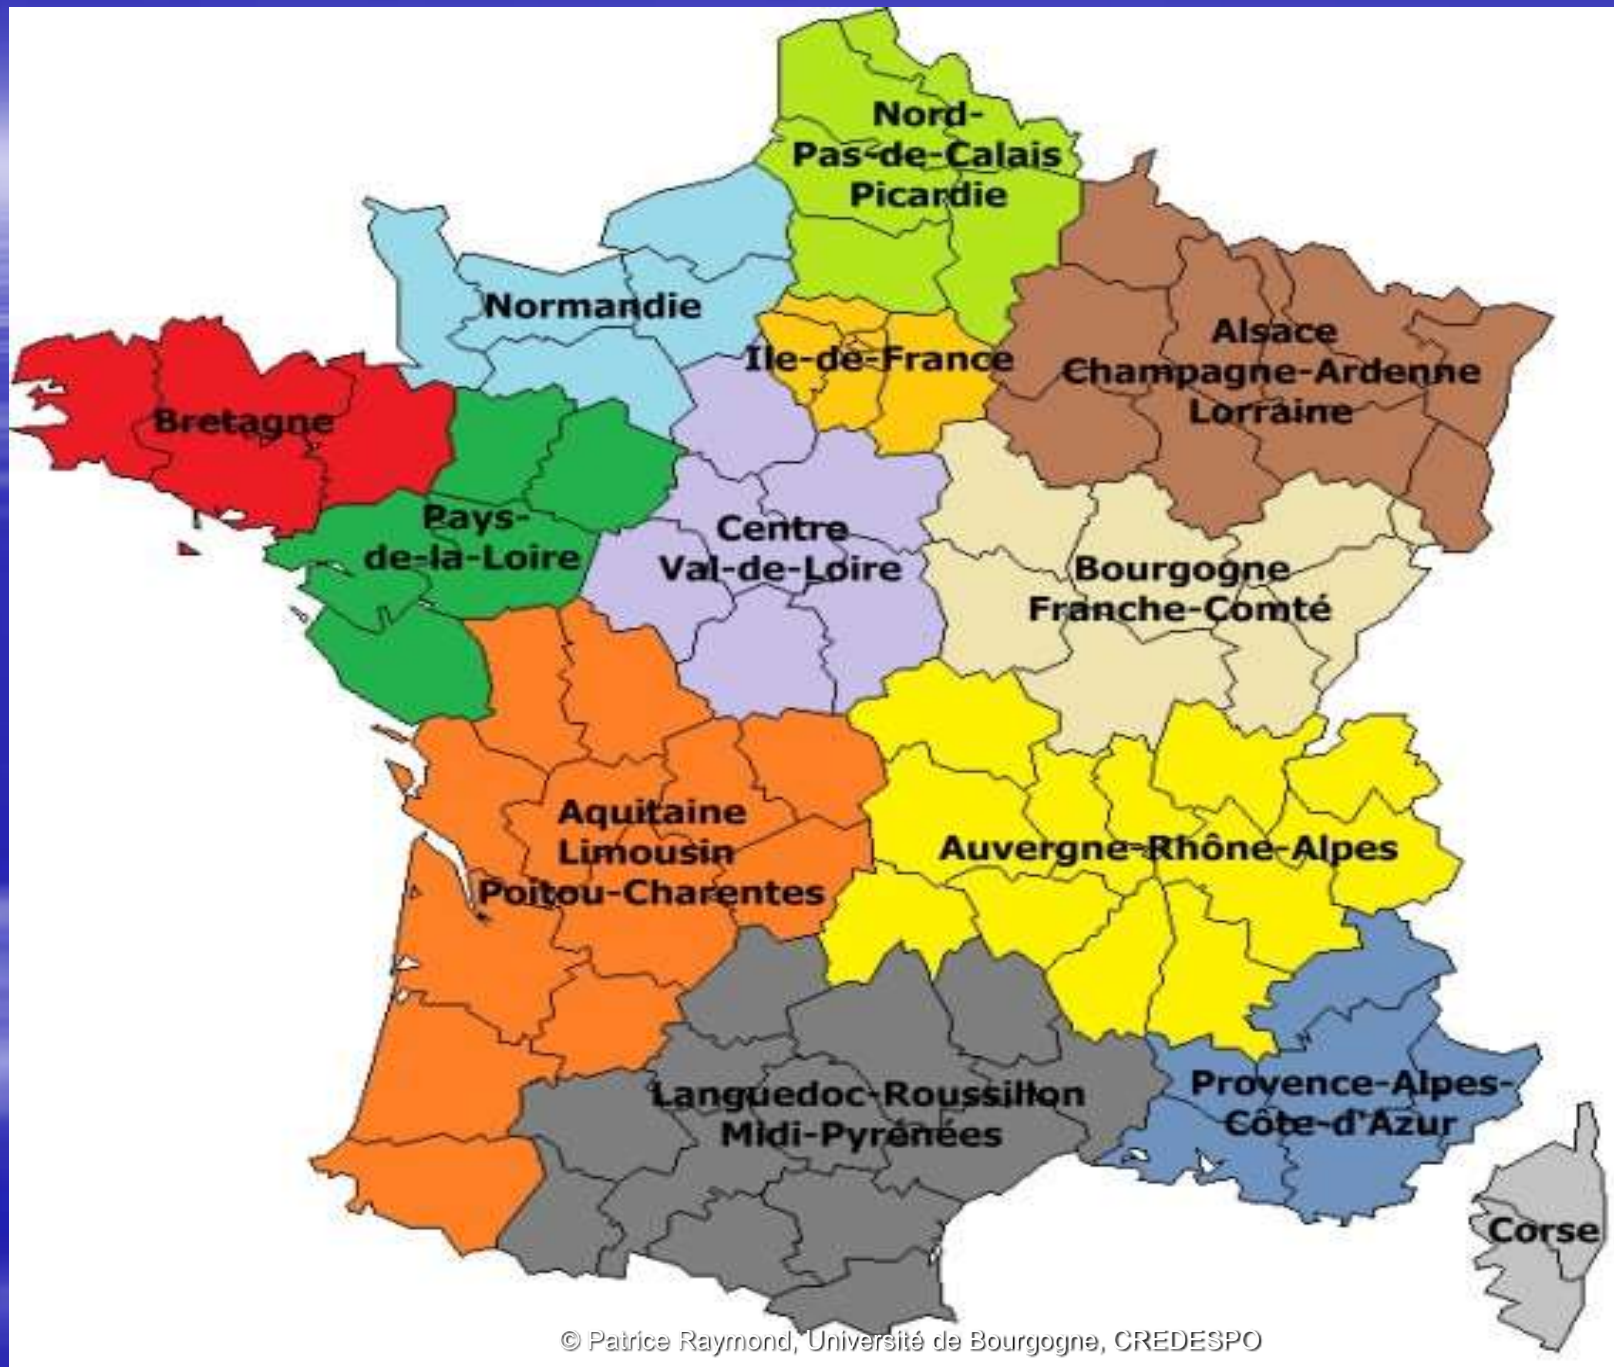 Nord-
Pas-de-Calais
Picardie
Normandie
Ile-de-France
Alsace
Champagne-Ardenne
Lorraine
Bretagne
Pays-
de-la-Loire
Centre
Val-de-Loire
Bourgogne
Franche-Comté
Aquitaine
Limousin
Poitou-Charentes
Auvergne-Rhône-Alpes
Languedoc-Roussillon
Midi-Pyrénées
Provence-Alpes-
Côte-d'Azur
Corse
© Patrice Raymond, Université de Bourgogne, CREDESPO